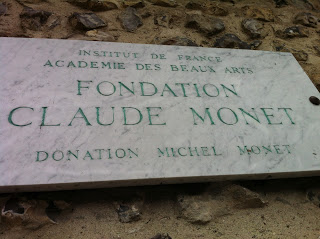 INSTITUT DE FRANCE
ACADEMIE DES BEAUX ARTS
FONDATION
CLAUDE MONET
DONATION MICHEL MONET